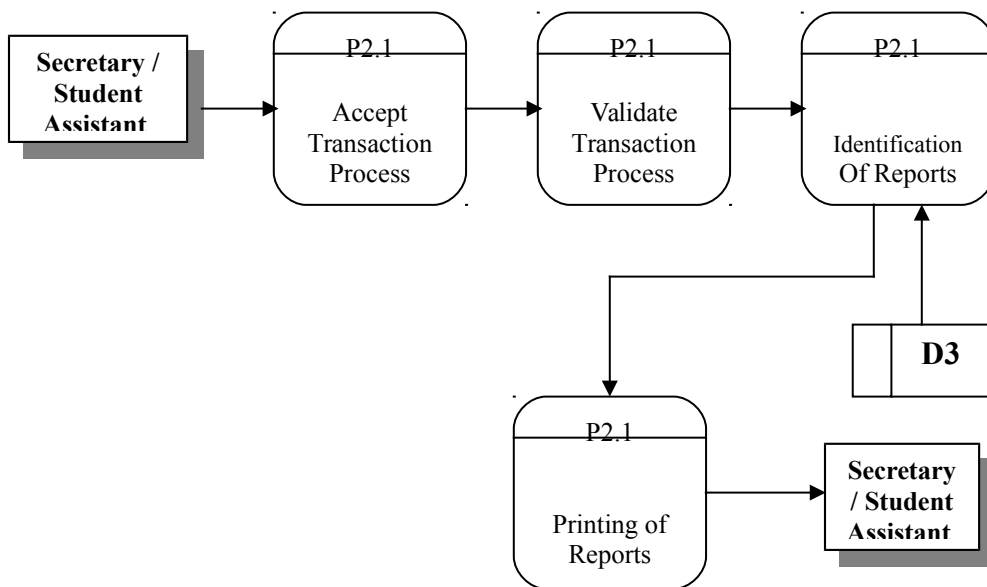 Secretary /
Student
Assistant
P2.1
Accept
Transaction
Process
P2.1
Validate
Transaction
Process
P2.1
Identification
Of Reports
D3
P2.1
Printing of
Reports
Secretary
/ Student
Assistant